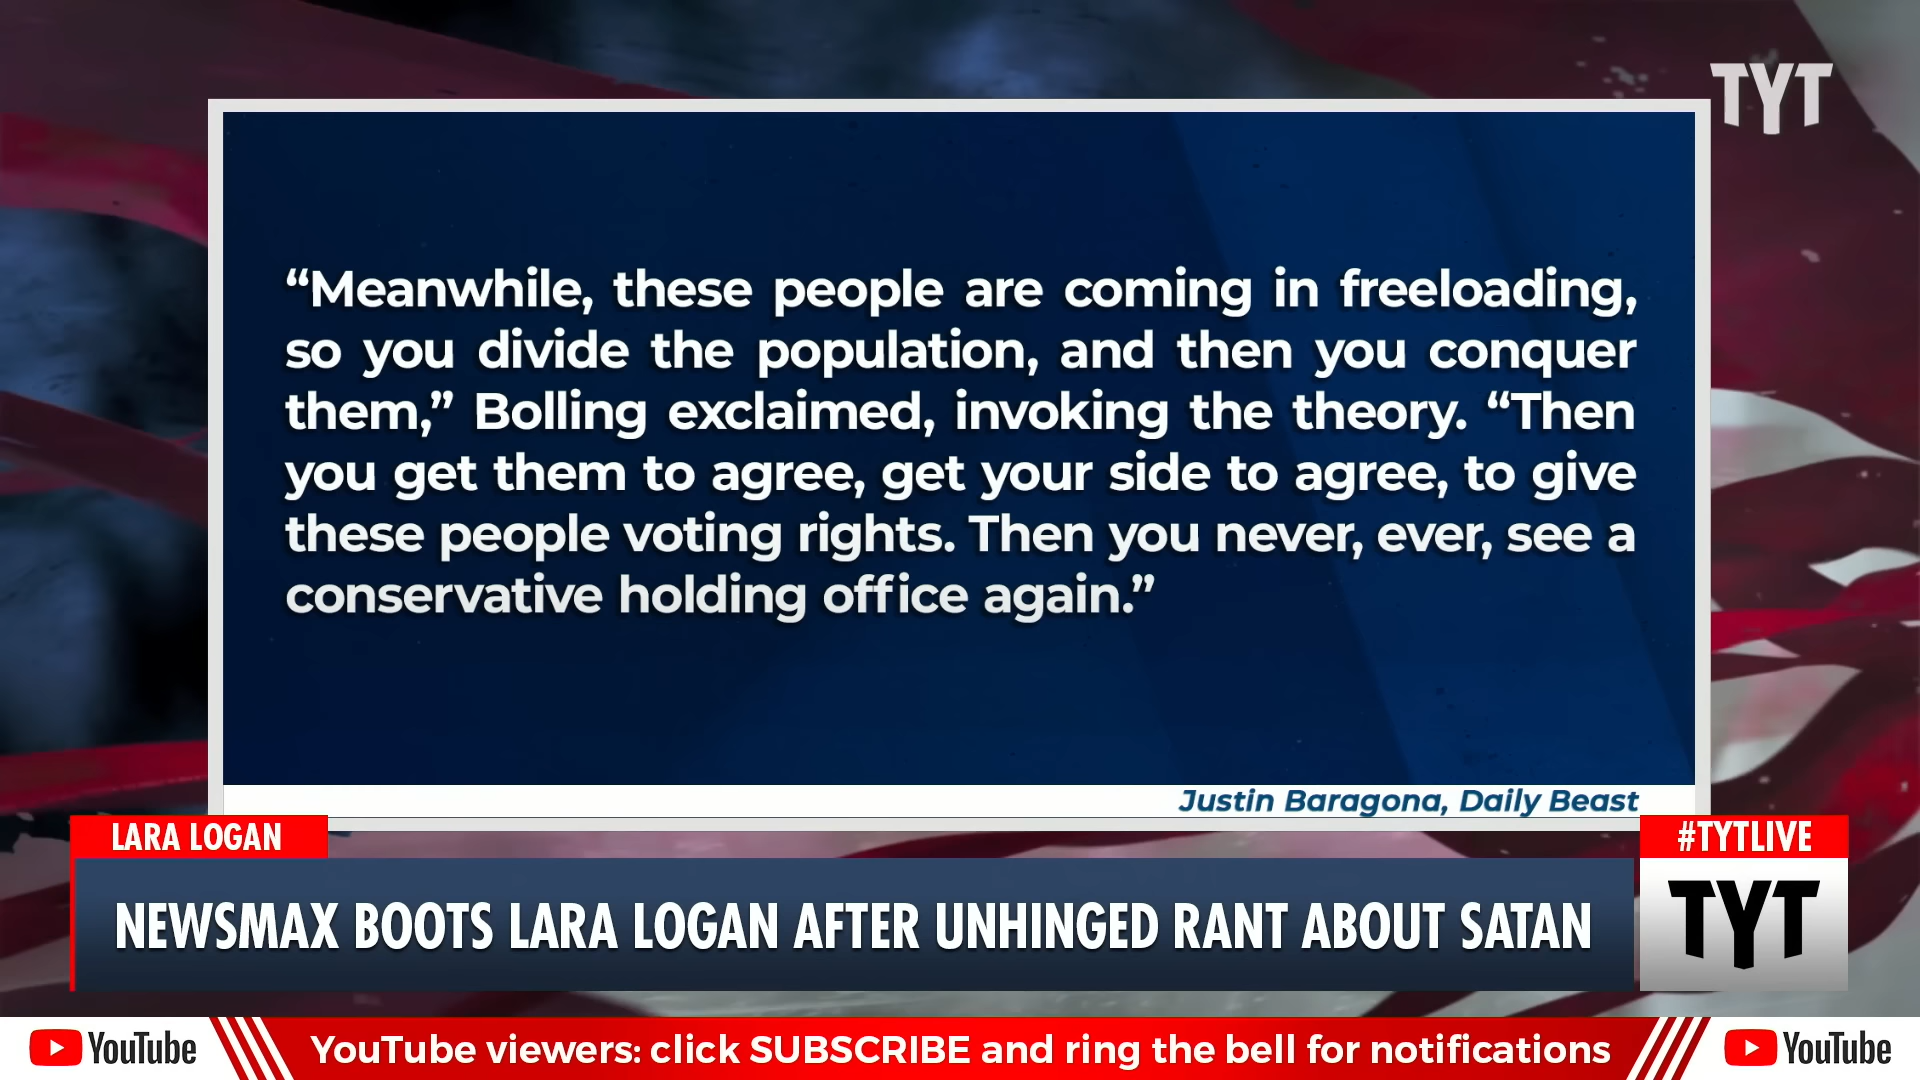 TYT
“Meanwhile, these people are coming in freeloading,
so you divide the population, and then you conquer
them,” Bolling exclaimed, invoking the theory. “Then
you get them to agree, get your side to agree, to give
these people voting rights. Then you never, ever, see a
conservative holding office again.”
Justin Baragona, Daily Beast
LARA LOGAN
#TYTLIVE
NEWSMAX BOOTS LARA LOGAN AFTER UNHINGED RANT ABOUT SATAN
TYT
YouTube
YouTube viewers: click SUBSCRIBE and ring the bell for notifications
YouTube